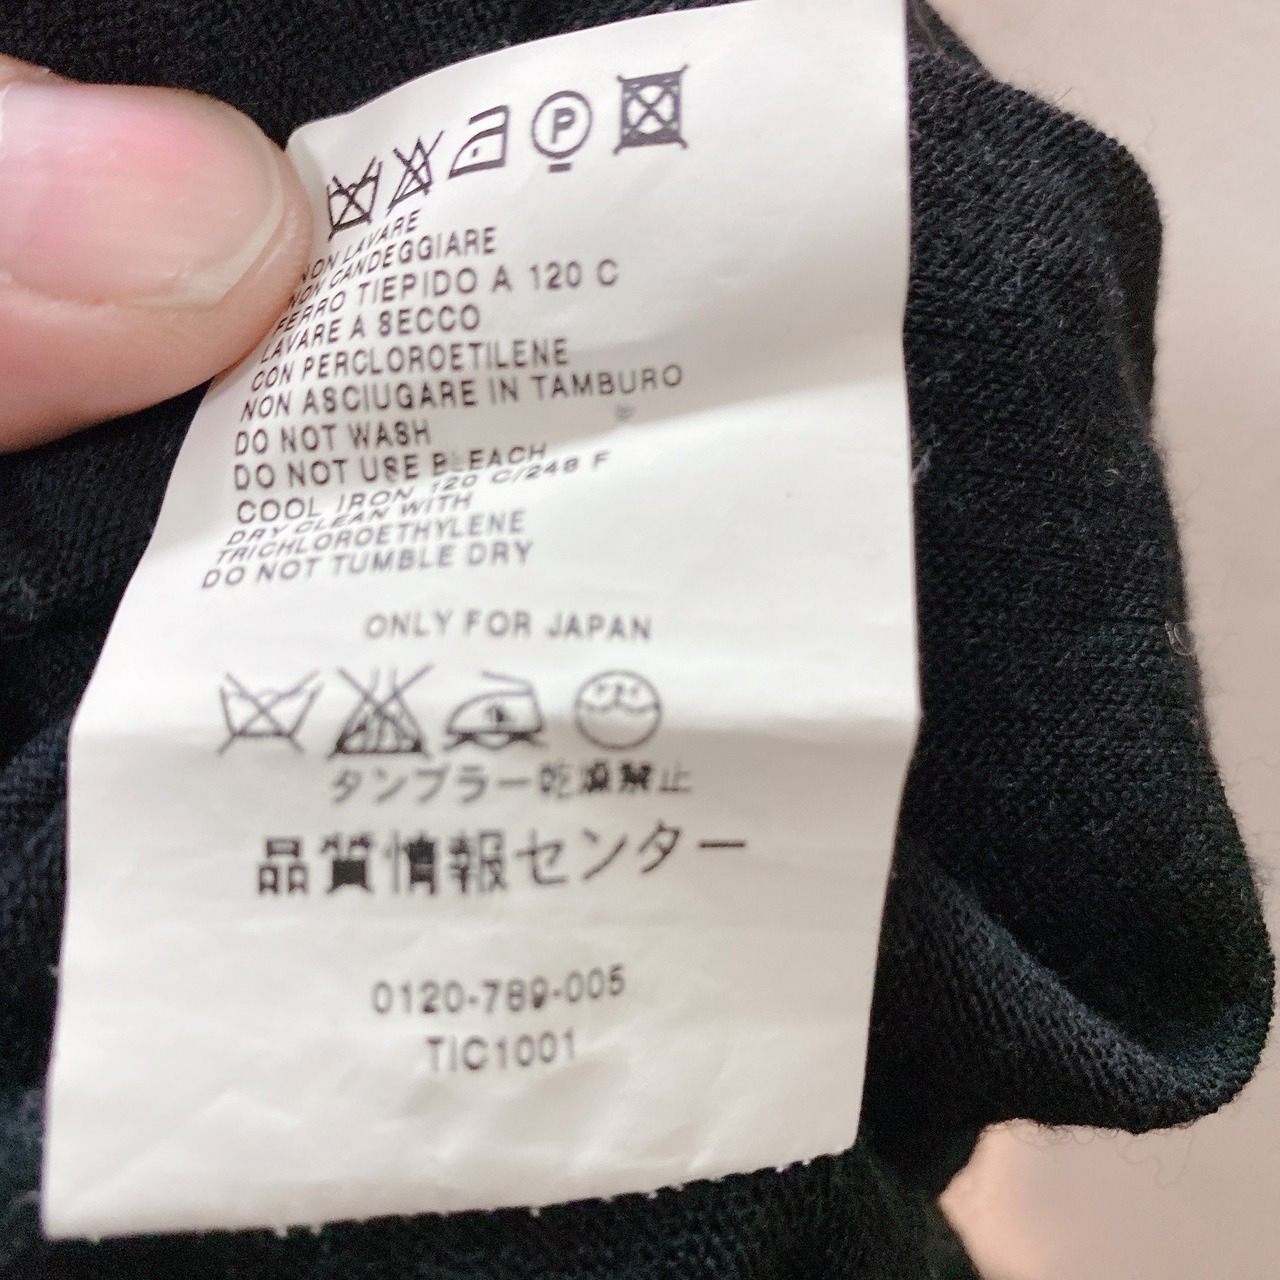 P
NON LAVARE
NON CANDEGGIARE
FERRO TIEPIDO A 120 C
LAVARE A SECCO
CON PERCLOROETILENE
NON ASCIUGARE IN TAMBURO
DO NOT WASH
DO NOT USE BLEACH
COOL IRON 120 C/248 F
DRY CLEAN WITH
TRICHLOROETHYLENE
DO NOT TUMBLE DRY
ONLY FOR JAPAN
タンブラー乾燥禁止
品質情報センター
0120-789-005
TIC1001